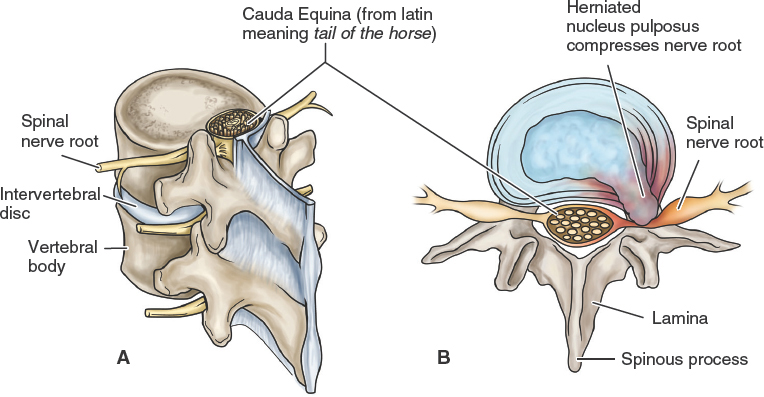 Cauda Equina (from latin
meaning tail of the horse)
Herniated
nucleus pulposus
compresses nerve root
Spinal
nerve root
Spinal
nerve root
Intervertebral
disc
Vertebral
body
Lamina
Spinous process
A
B